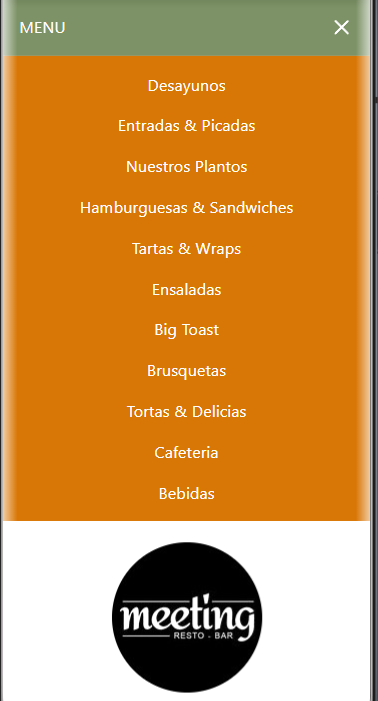 MENU
Desayunos
Entradas & Picadas
Nuestros Plantos
Hamburguesas & Sandwiches
Tartas & Wraps
Ensaladas
Big Toast
Brusquetas
Tortas & Delicias
Cafeteria
Bebidas
meeting
RESTO - BAR